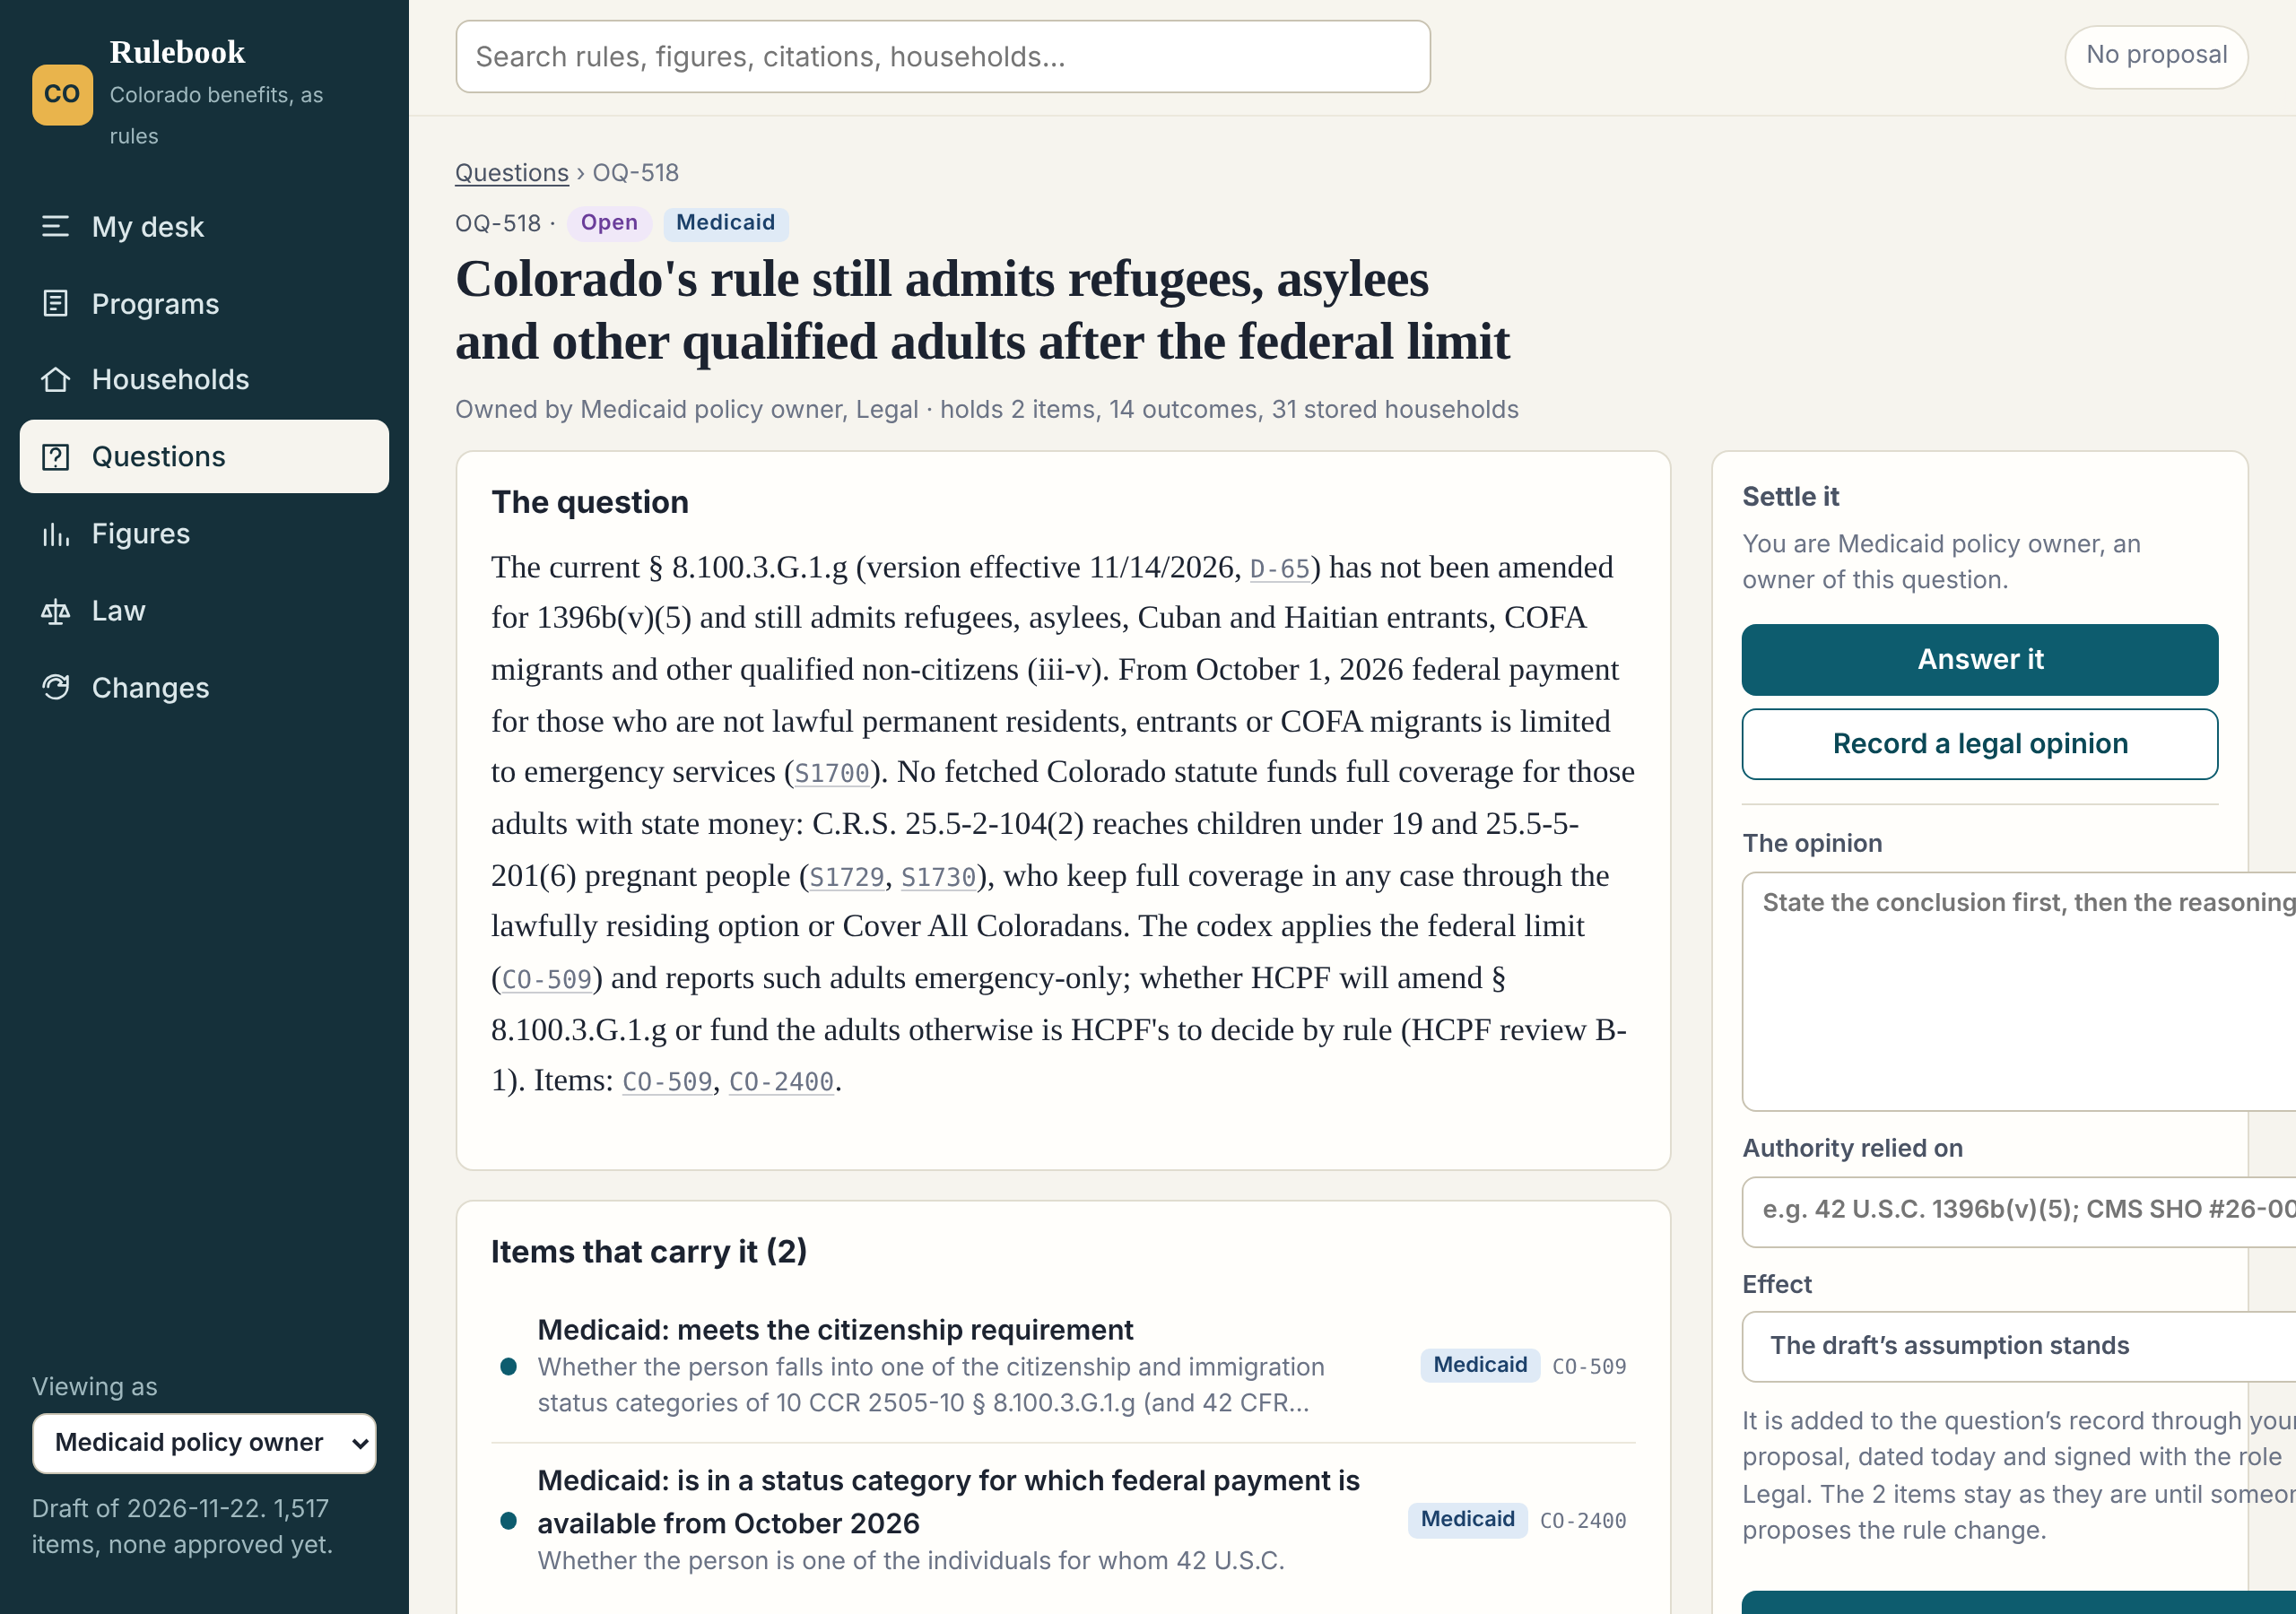 CO
Rulebook
Colorado benefits, as
rules
My desk
Programs
Households
Questions
Figures
Law
Changes
Viewing as
Medicaid policy owner
Draft of 2026-11-22. 1,517
items, none approved yet.
Search rules, figures, citations, households...
No proposal
Questions › OQ-518
OQ-518 · Open Medicaid
Colorado's rule still admits refugees, asylees
and other qualified adults after the federal limit
Owned by Medicaid policy owner, Legal · holds 2 items, 14 outcomes, 31 stored households
The question
The current § 8.100.3.G.1.g (version effective 11/14/2026, D-65) has not been amended
for 1396b(v)(5) and still admits refugees, asylees, Cuban and Haitian entrants, COFA
migrants and other qualified non-citizens (iii-v). From October 1, 2026 federal payment
for those who are not lawful permanent residents, entrants or COFA migrants is limited
to emergency services (S1700). No fetched Colorado statute funds full coverage for those
adults with state money: C.R.S. 25.5-2-104(2) reaches children under 19 and 25.5-5-
201(6) pregnant people (S1729, S1730), who keep full coverage in any case through the
lawfully residing option or Cover All Coloradans. The codex applies the federal limit
(CO-509) and reports such adults emergency-only; whether HCPF will amend §
8.100.3.G.1.g or fund the adults otherwise is HCPF's to decide by rule (HCPF review B-
1). Items: CO-509, CO-2400.
Items that carry it (2)
Medicaid: meets the citizenship requirement
Whether the person falls into one of the citizenship and immigration
status categories of 10 CCR 2505-10 § 8.100.3.G.1.g (and 42 CFR...
Medicaid CO-509
Medicaid: is in a status category for which federal payment is
available from October 2026
Whether the person is one of the individuals for whom 42 U.S.C.
Medicaid CO-2400
Settle it
You are Medicaid policy owner, an
owner of this question.
Answer it
Record a legal opinion
The opinion
State the conclusion first, then the reasoning
Authority relied on
e.g. 42 U.S.C. 1396b(v)(5); CMS SHO #26-00
Effect
The draft’s assumption stands
It is added to the question’s record through your
proposal, dated today and signed with the role
Legal. The 2 items stay as they are until someon
proposes the rule change.